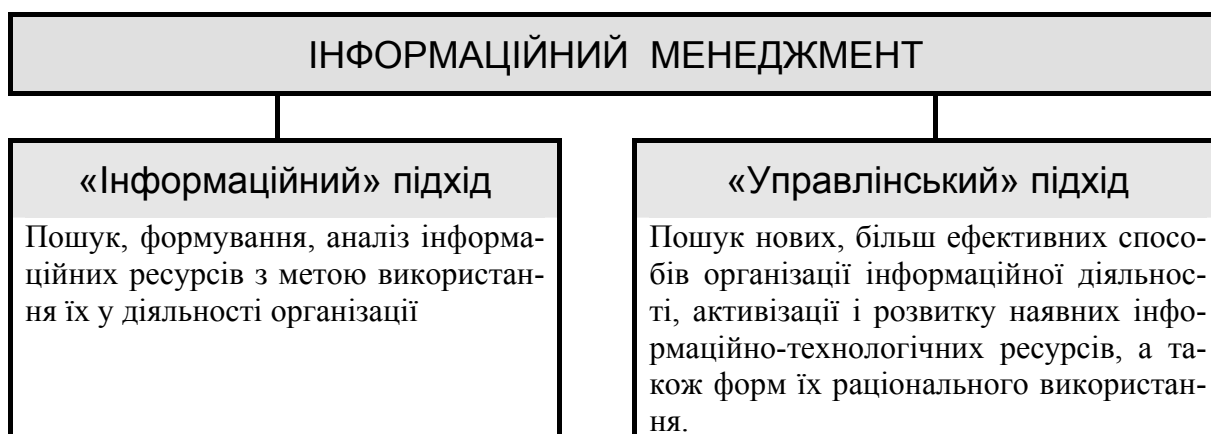 ІНФОРМАЦІЙНИЙ МЕНЕДЖМЕНТ
«Інформаційний» підхід
Пошук, формування, аналіз інформа-
ційних ресурсів з метою використан-
ня їх у діяльності організації
«Управлінський» підхід
Пошук нових, більш ефективних спосо-
бів організації інформаційної діяльнос-
ті, активізації і розвитку наявних інфо-
рмаційно-технологічних ресурсів, а та-
кож форм їх раціонального використан-
ня.